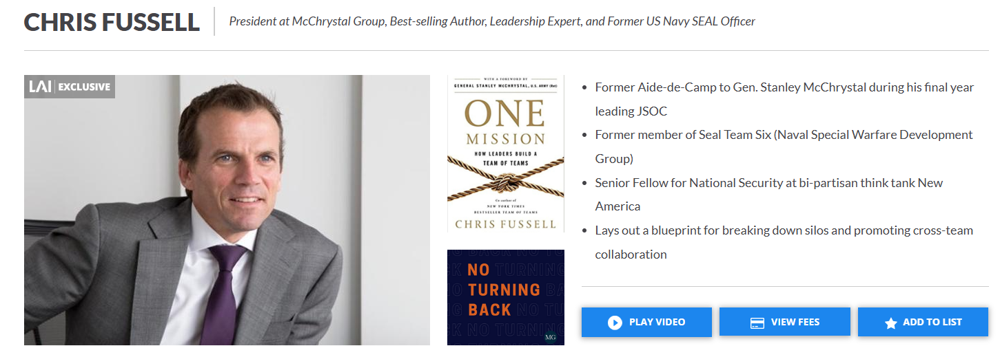 CHRIS FUSSELL
President at McChrystal Group, Best-selling Author, Leadership Expert, and Former US Navy SEAL Officer
LAI EXCLUSIVE
WITH A FOREWORD BY
GENERAL STANLEY McCHRYSTAL, U.S. ARMY (Ret)
ONE
MISSION
HOW LEADERS BUILD A
TEAM OF TEAMS
Co-author of
NEW YORK TIMES
BESTSELLER TEAM OF TEAMS
CHRIS FUSSELL
NO
TURNING
BACK
MG
• Former Aide-de-Camp to Gen. Stanley McChrystal during his final year
leading JSOC
• Former member of Seal Team Six (Naval Special Warfare Development
Group)
• Senior Fellow for National Security at bi-partisan think tank New
America
• Lays out a blueprint for breaking down silos and promoting cross-team
collaboration
PLAY VIDEO
VIEW FEES
ADD TO LIST